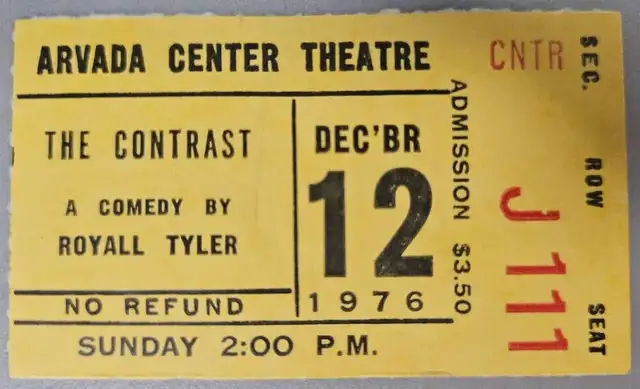 ARVADA CENTER THEATRE
THE CONTRAST
A COMEDY BY
ROYALL TYLER
NO REFUND
DEC'BR
12
1976
SUNDAY 2:00 P.M.
ADMISSION $3.50
CNTR
J 111
SEC.
ROW
SEAT